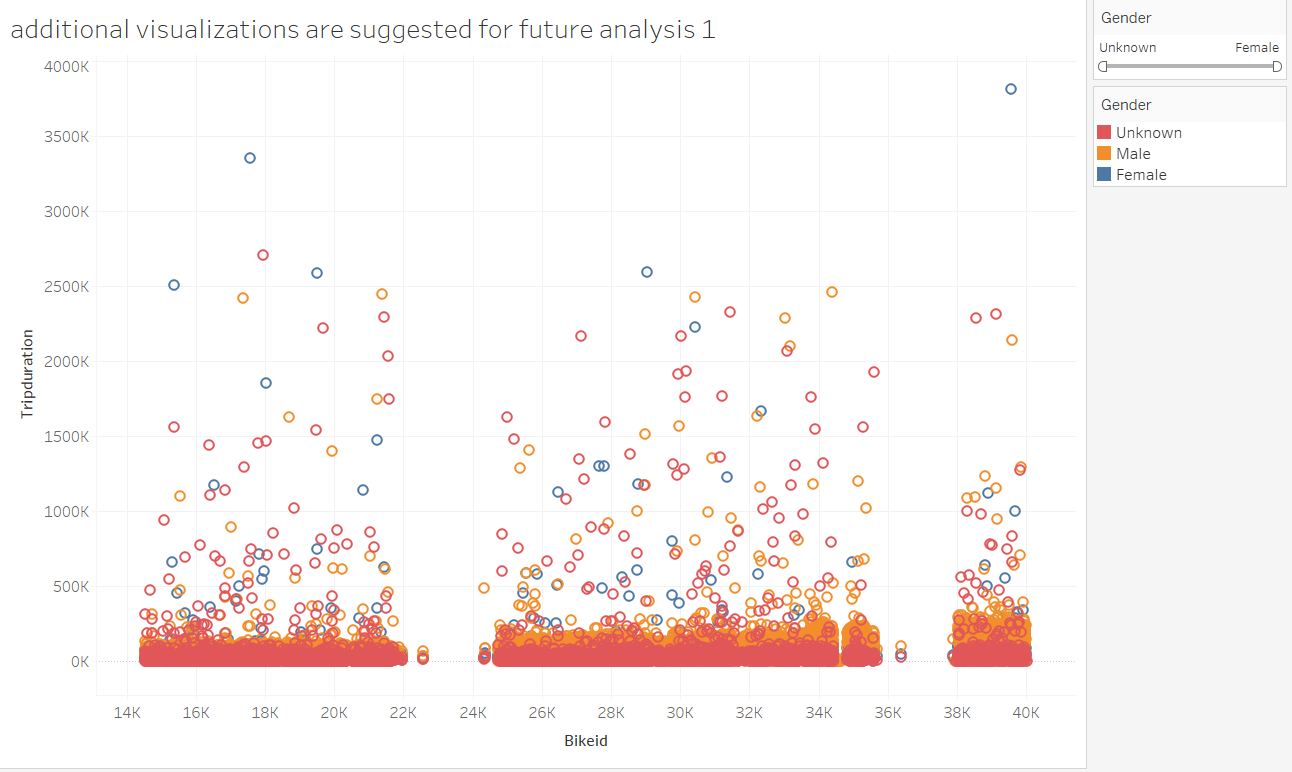 additional visualizations are suggested for future analysis 1
4000K
3500K
3000K
2500K
2000K
1500K
1000K
500K
0K
Tripduration
14K 16K 18K 20K 22K 24K 26K 28K 30K 32K 34K 36K 38K 40K
Bikeid
Gender
Unknown Female
Gender
Unknown
Male
Female